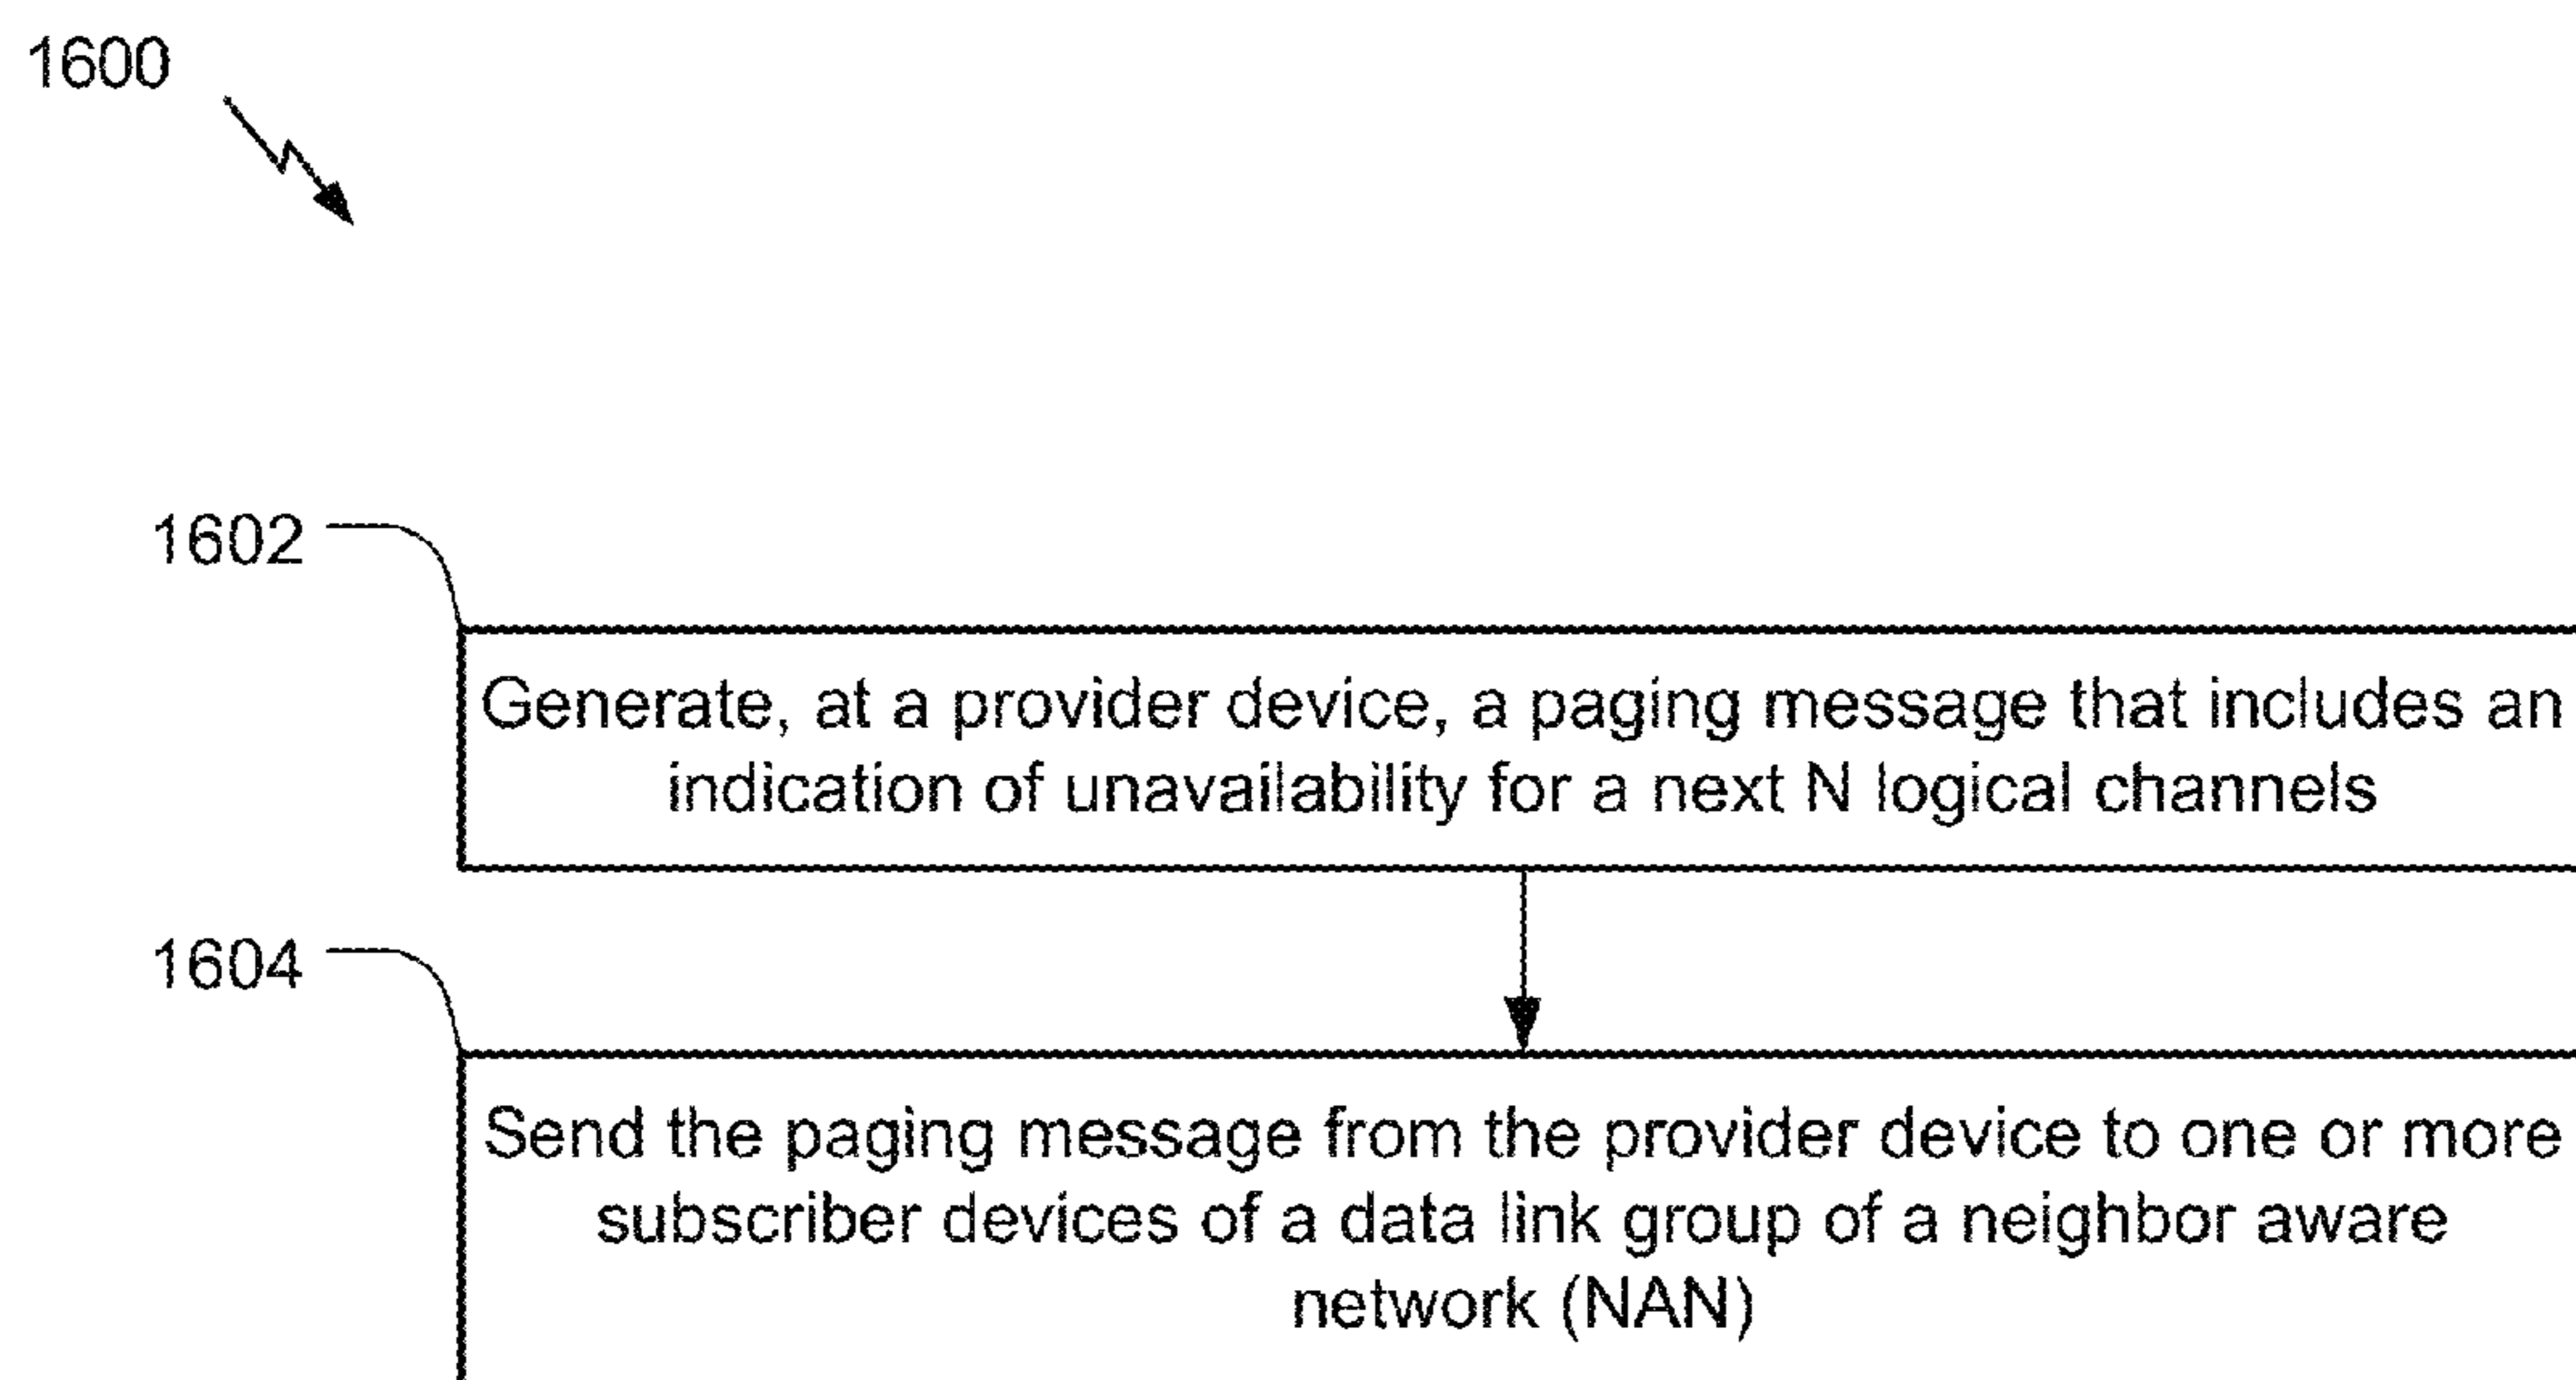 1600
1602
Generate, at a provider device, a paging message that includes an
indication of unavailability for a next N logical channels
1604
Send the paging message from the provider device to one or more
subscriber devices of a data link group of a neighbor aware
network (NAN)